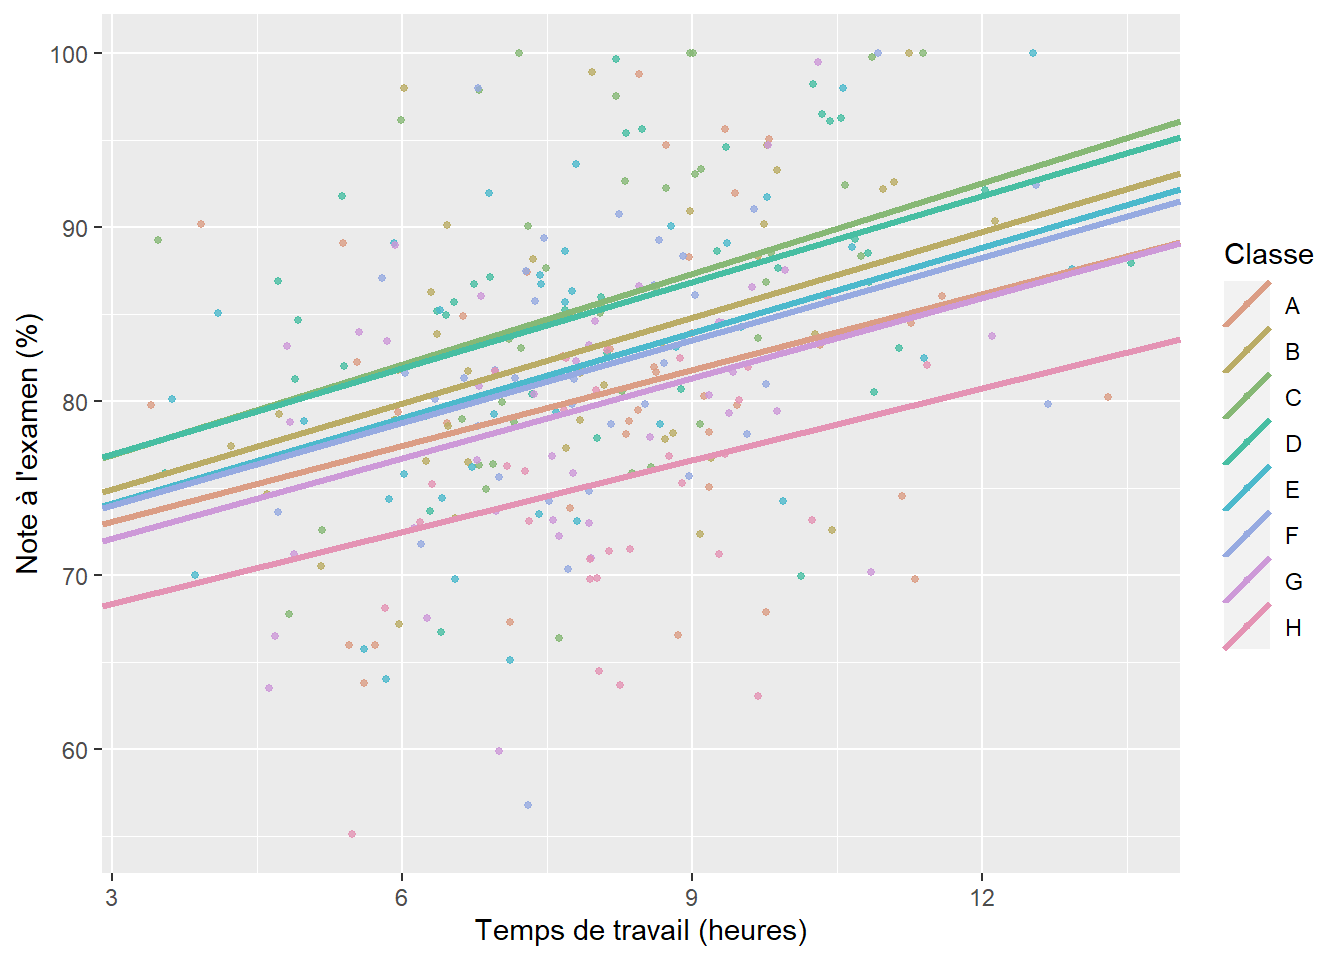 100
90
80
70
60
Note à l'examen (%)
3 6 9 12
Temps de travail (heures)
Classe
A
B
C
D
E
F
G
H